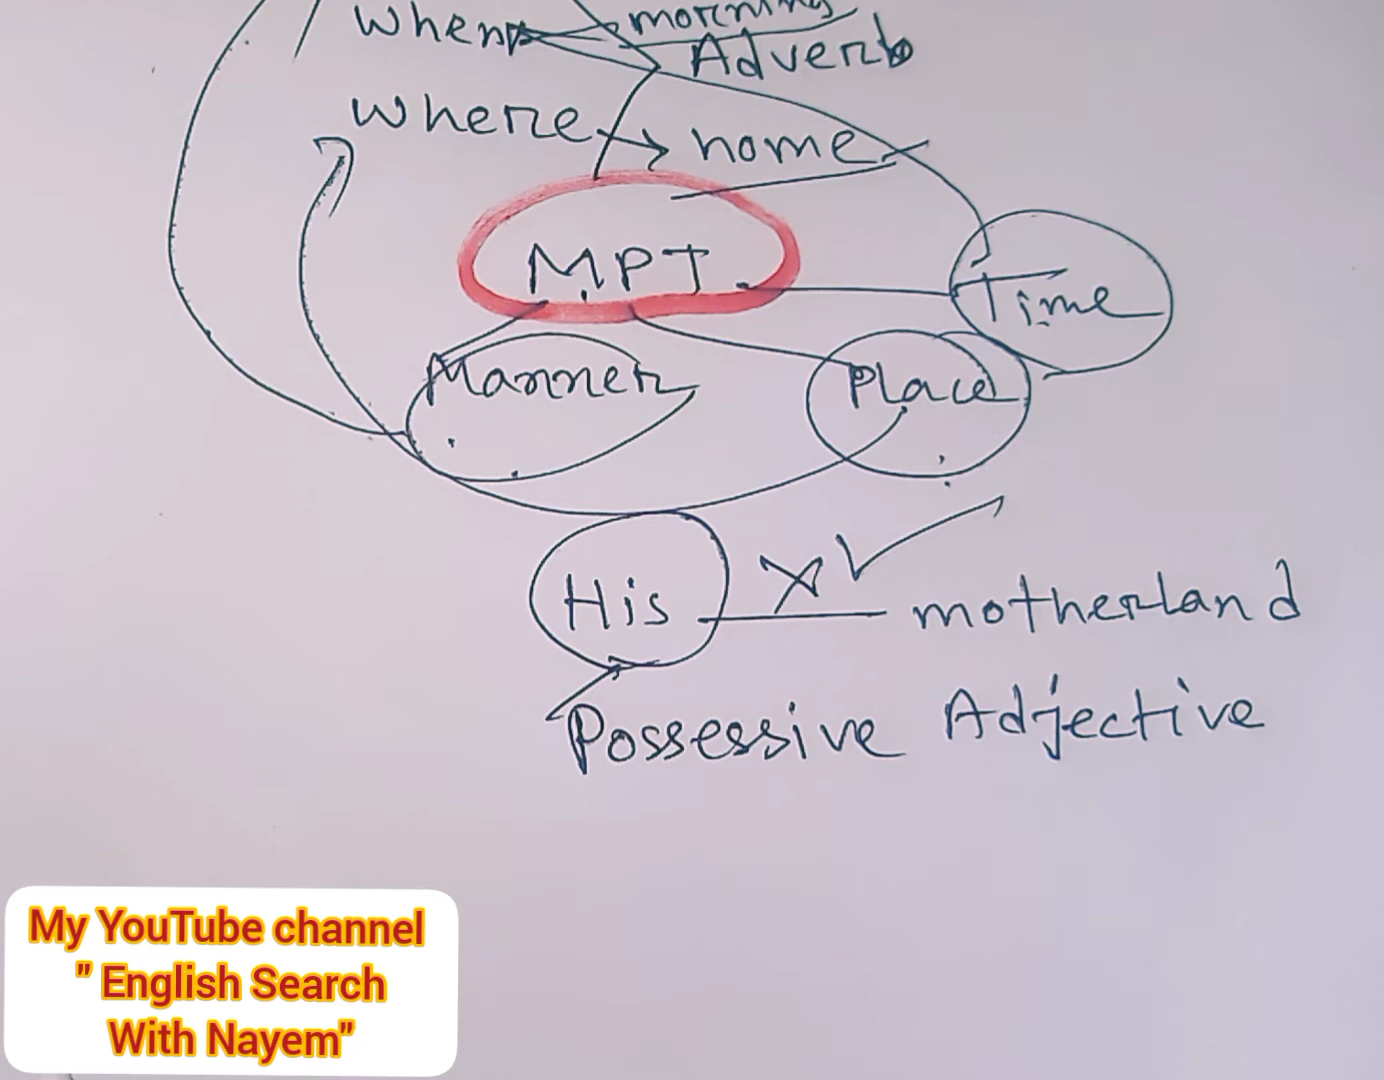 when morning
Adverb
where → home
MPT
Time
Manner
Place
His motherland
Possessive Adjective
My YouTube channel
" English Search
With Nayem"